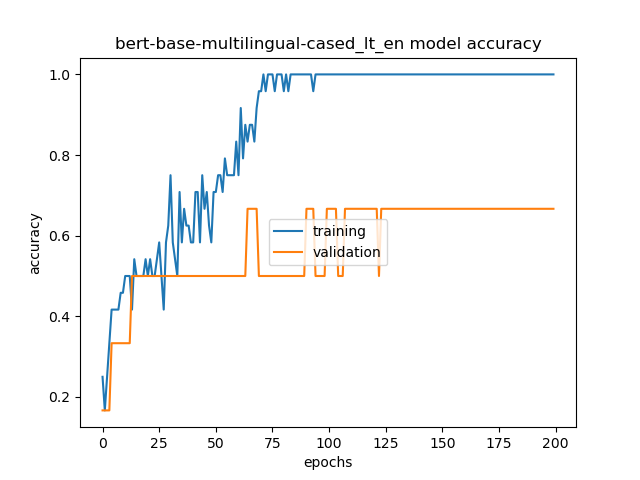 bert-base-multilingual-cased_lt_en model accuracy
accuracy
1.0
0.8
0.6
0.4
0.2
training
validation
0 25 50 75 100 125 150 175 200
epochs